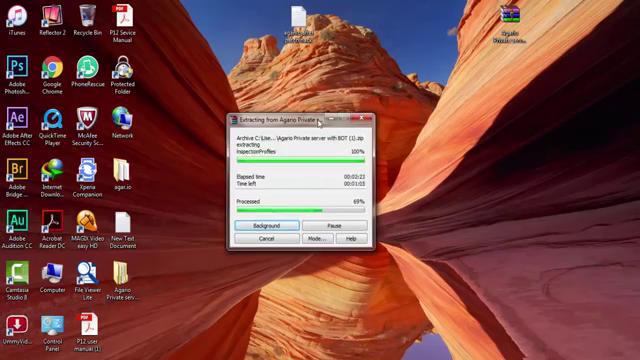 iTunes
Reflector 2
Recycle Bin
P12 Sevice
Manual
Adobe
Photosh...
Google
Chrome
PhoneRescue
Protected
Folder
Adobe After
Effects CC
QuickTime
Player
McAfee
Security
Network
Adobe
Bridge ...
Internet
Downlo...
Xperia
Companion
agar.io
Adobe
Audition CC
Acrobat
Reader DC
MAGIX Video
easy HD
New Text
Document
Camtasia
Studio 8
Computer
File Viewer
Lite
Agario
Private serv...
UmmyVid...
Control
Panel
P12 user
manual (1)
Agario
Private serv...
Extracting from Agario Private
Archive C:\Use...\Agario Private server with BOT (1).zip
extracting
inspectionProfiles 100%
Elapsed time 00:02:23
Time left 00:01:03
Processed 69%
Background Pause
Cancel Mode... Help